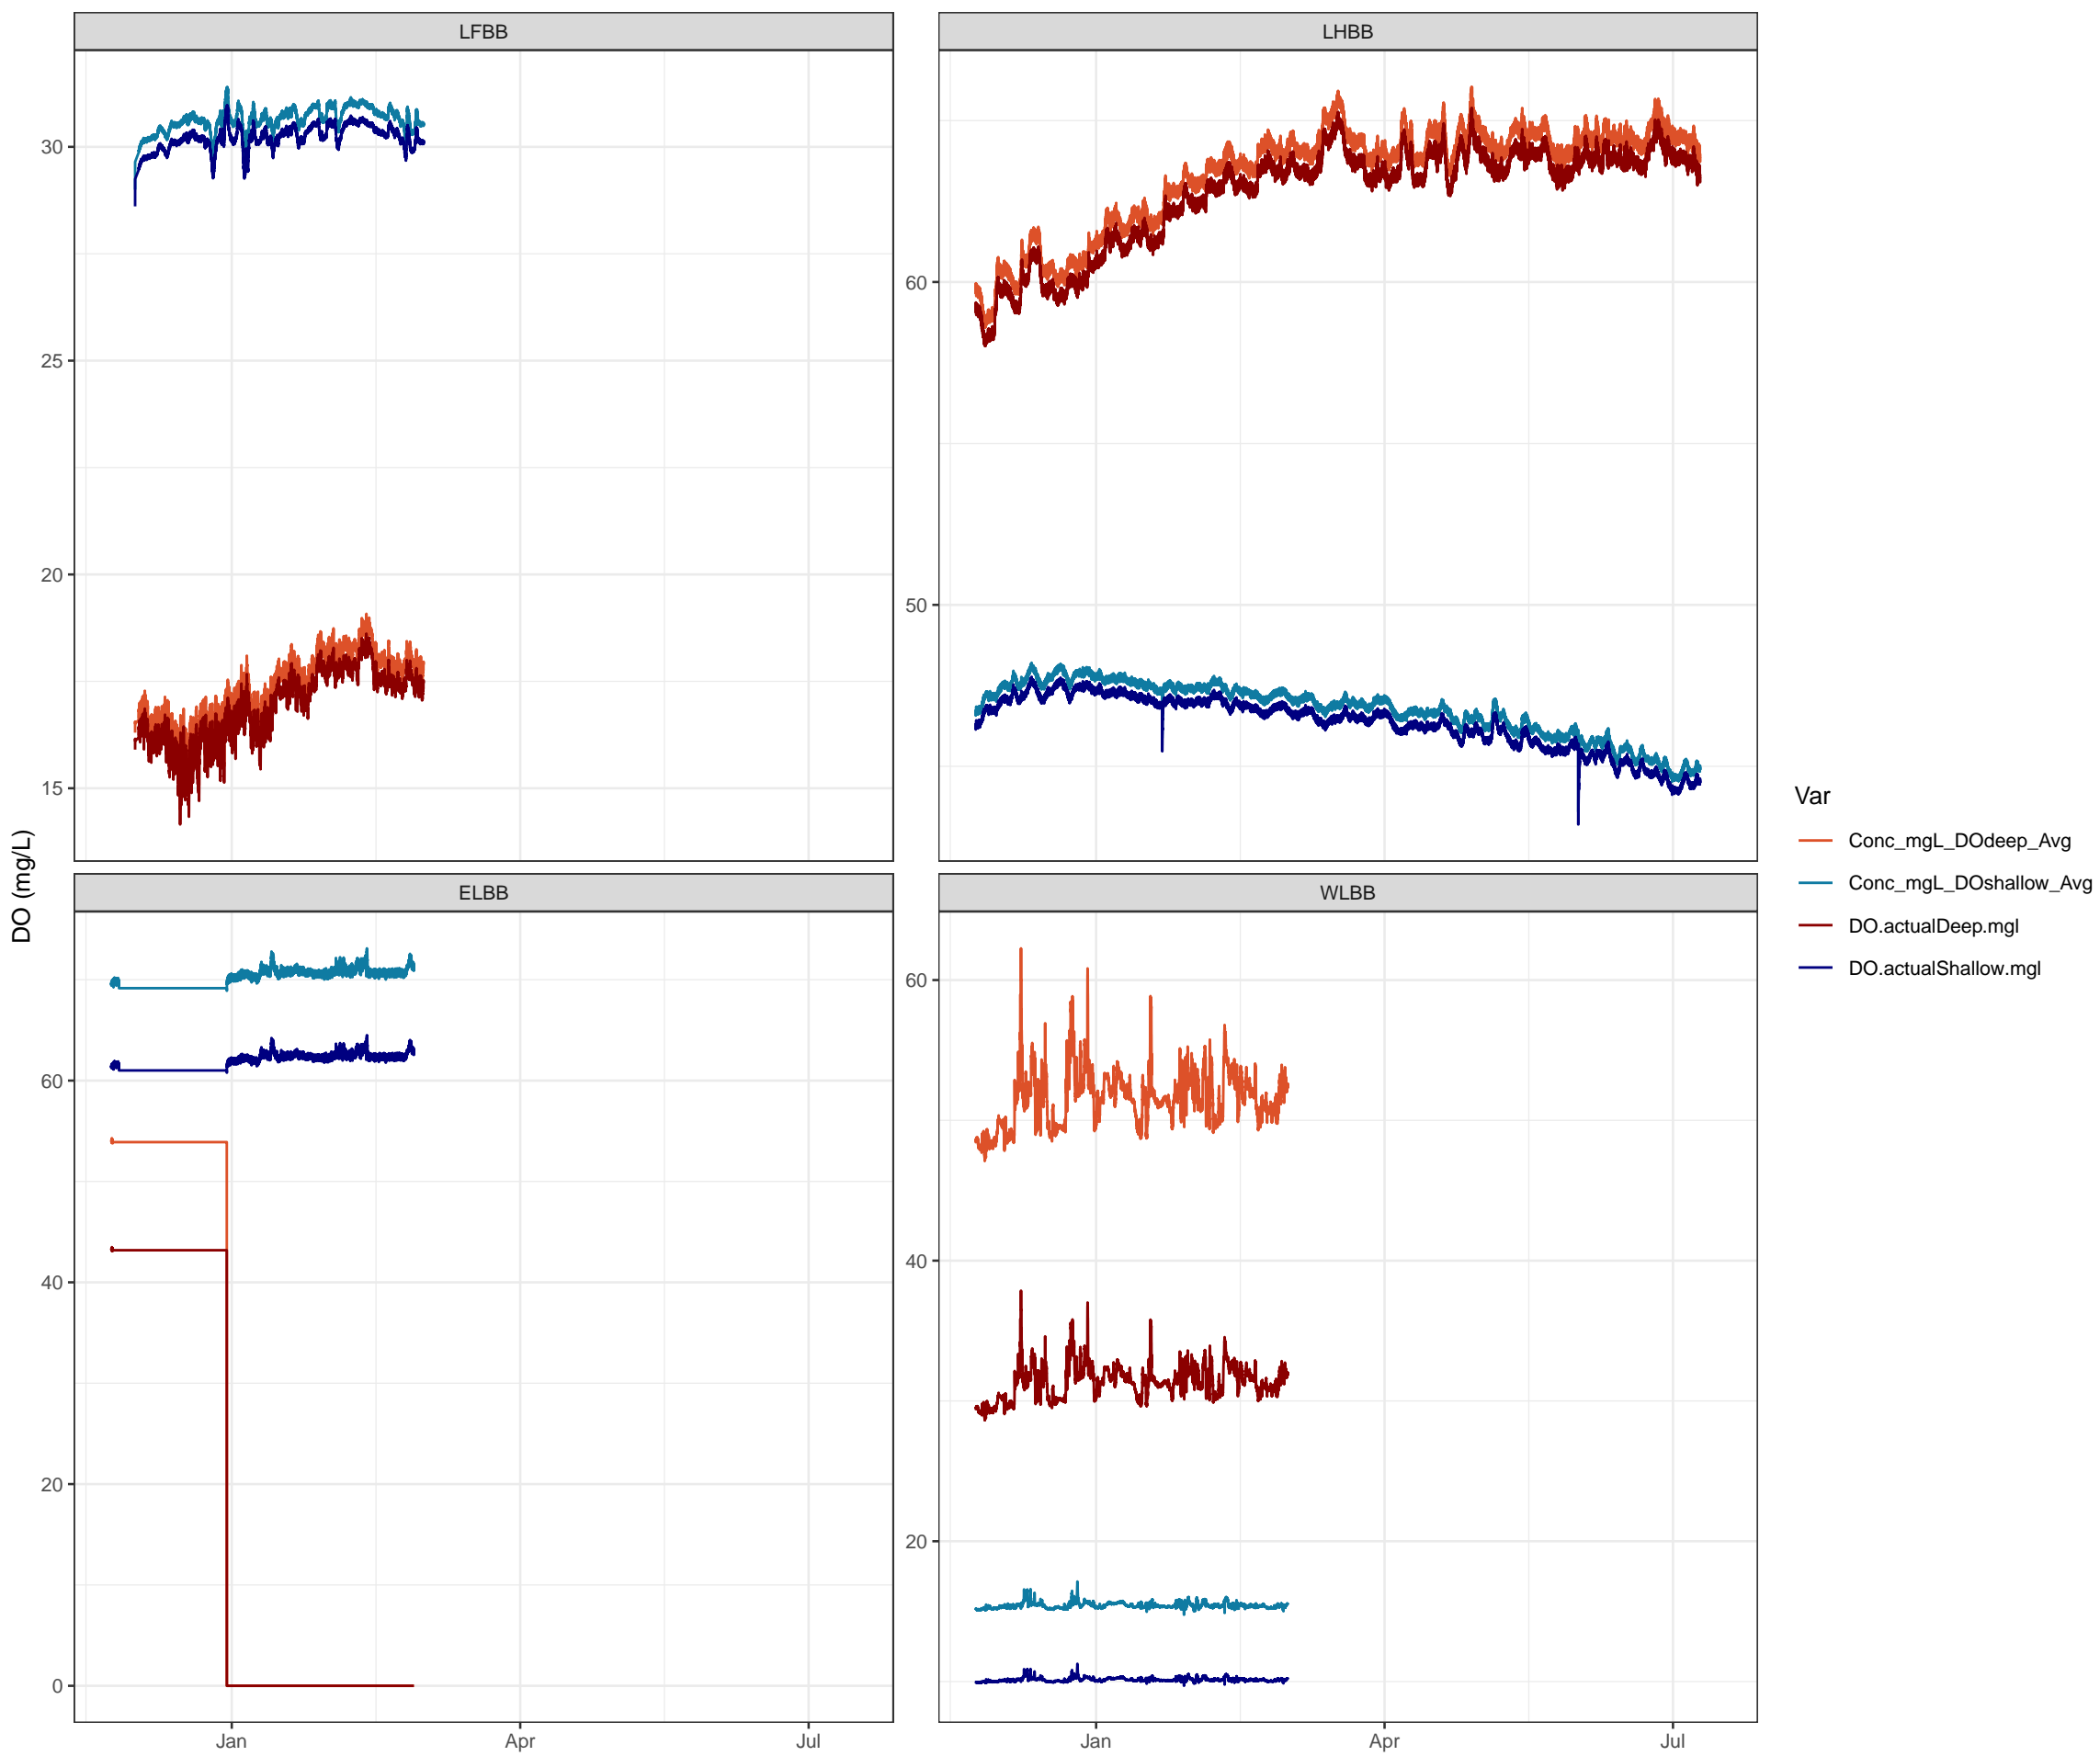 LFBB
LHBB
30
25
20
15
60
50
ELBB
WLBB
60
40
20
0
60
40
20
Jan
Apr
Jul
Jan
Apr
Jul
DO (mg/L)
Var
Conc_mgL_DOdeep_Avg
Conc_mgL_DOshallow_Avg
DO.actualDeep.mgl
DO.actualShallow.mgl